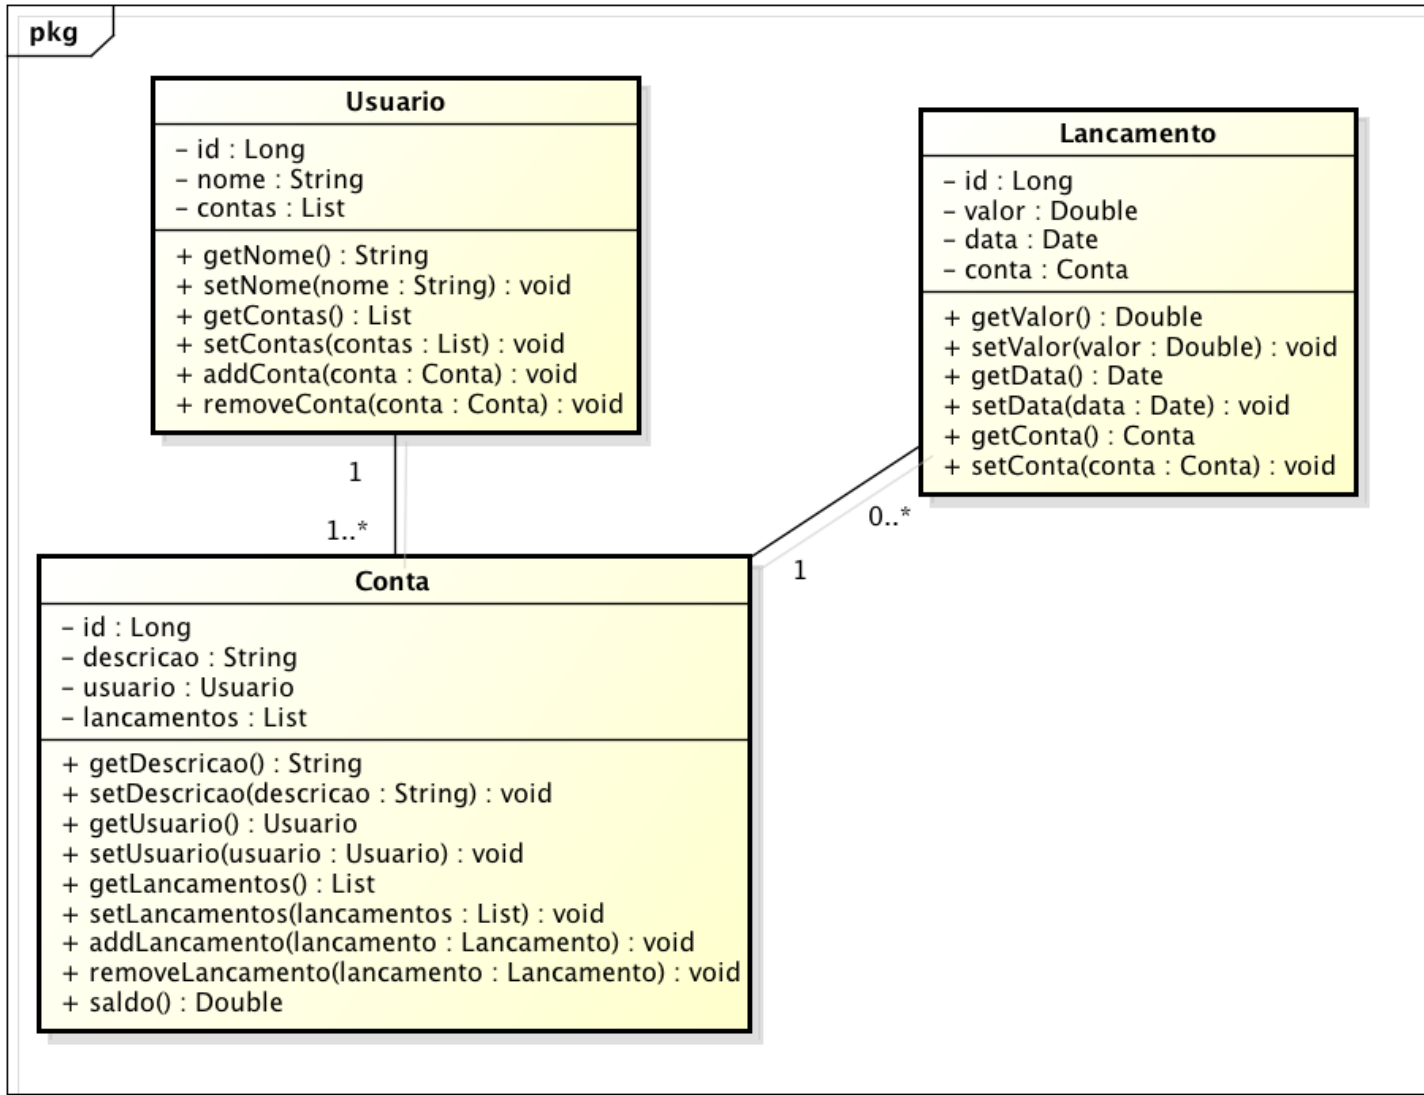 pkg
Usuario
– id : Long
– nome : String
– contas : List
+ getNome() : String
+ setNome(nome : String) : void
+ getContas() : List
+ setContas(contas : List) : void
+ addConta(conta : Conta) : void
+ removeConta(conta : Conta) : void
Lancamento
– id : Long
– valor : Double
– data : Date
– conta : Conta
+ getValor() : Double
+ setValor(valor : Double) : void
+ getData() : Date
+ setData(data : Date) : void
+ getConta() : Conta
+ setConta(conta : Conta) : void
1
1..*
0..*
1
Conta
– id : Long
– descricao : String
– usuario : Usuario
– lancamentos : List
+ getDescricao() : String
+ setDescricao(descricao : String) : void
+ getUsuario() : Usuario
+ setUsuario(usuario : Usuario) : void
+ getLancamentos() : List
+ setLancamentos(lancamentos : List) : void
+ addLancamento(lancamento : Lancamento) : void
+ removeLancamento(lancamento : Lancamento) : void
+ saldo() : Double